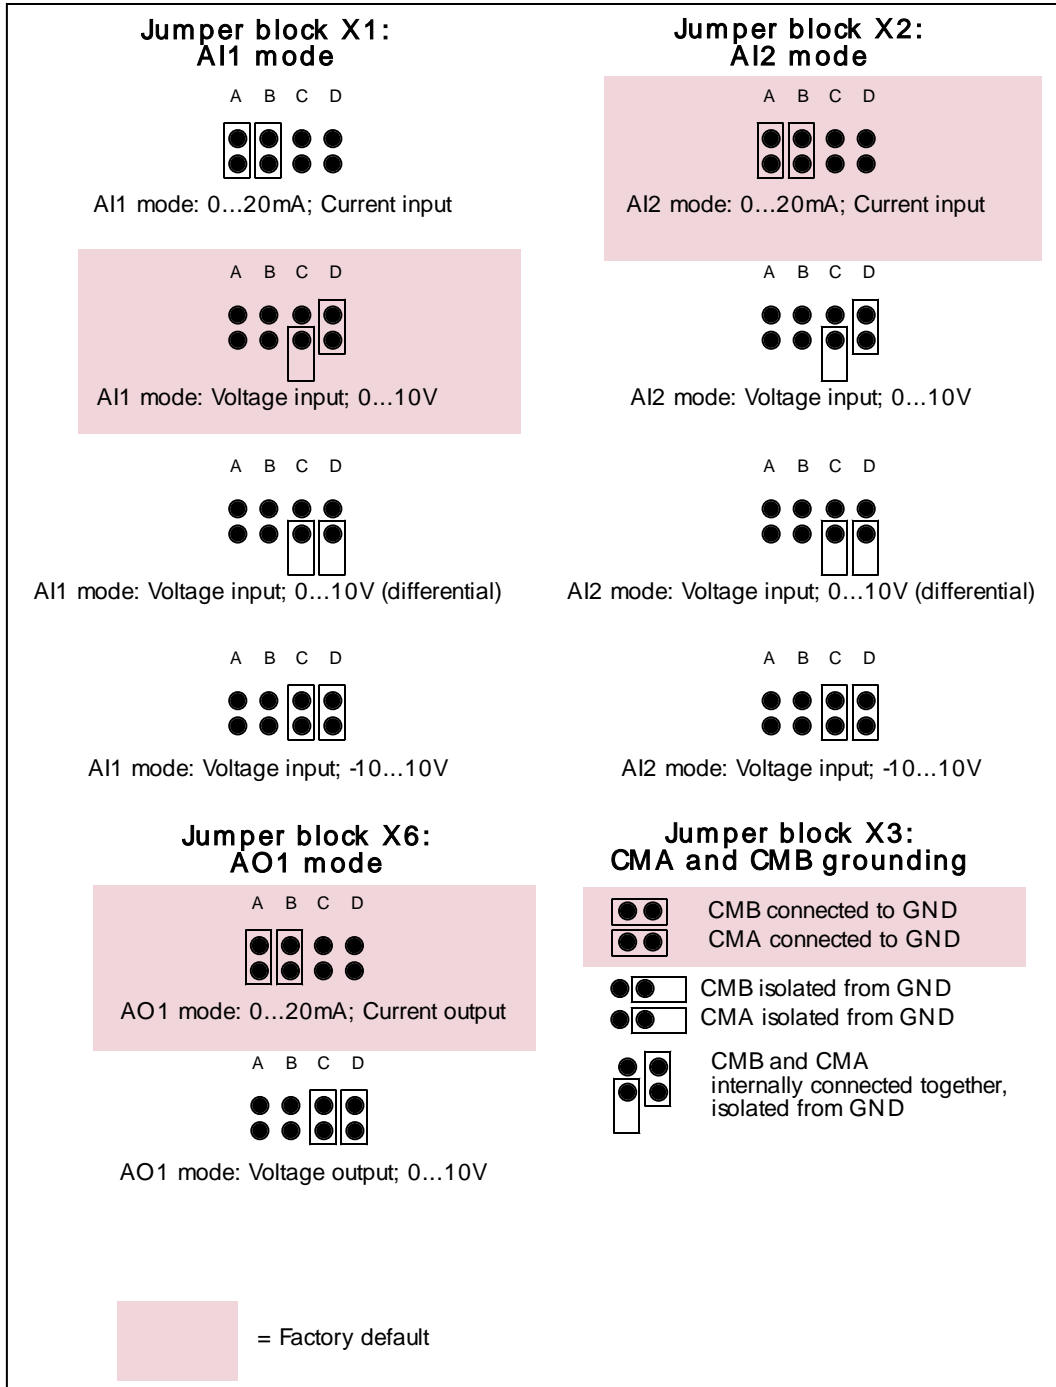 Jumper block X1:
AI1 mode
A B C D
AI1 mode: 0...20mA; Current input
A B C D
AI1 mode: Voltage input; 0...10V
A B C D
AI1 mode: Voltage input; 0...10V (differential)
A B C D
AI1 mode: Voltage input; -10...10V
Jumper block X2:
AI2 mode
A B C D
AI2 mode: 0...20mA; Current input
A B C D
AI2 mode: Voltage input; 0...10V
A B C D
AI2 mode: Voltage input; 0...10V (differential)
A B C D
AI2 mode: Voltage input; -10...10V
Jumper block X6:
AO1 mode
A B C D
AO1 mode: 0...20mA; Current output
A B C D
AO1 mode: Voltage output; 0...10V
Jumper block X3:
CMA and CMB grounding
CMB connected to GND
CMA connected to GND
CMB isolated from GND
CMA isolated from GND
CMB and CMA
internally connected together,
isolated from GND
= Factory default